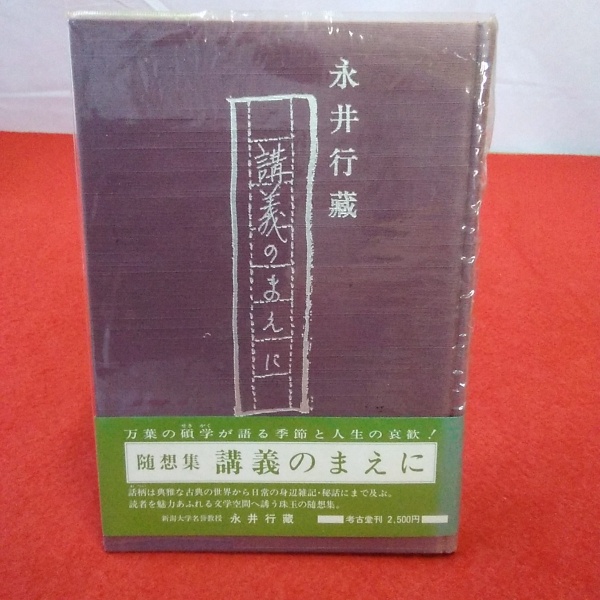 永井行藏
講義のまえに
万葉の碩学が語る季節と人生の哀歓！
せき がく
随想集 講義のまえに
話柄は典雅な古典の世界から日常の身辺雑記・秘話にまで及ぶ。
読者を魅力あふれる文学空間へ誘う珠玉の随想集。
新潟大学名誉教授 永井行藏
考古堂刊 2,500円